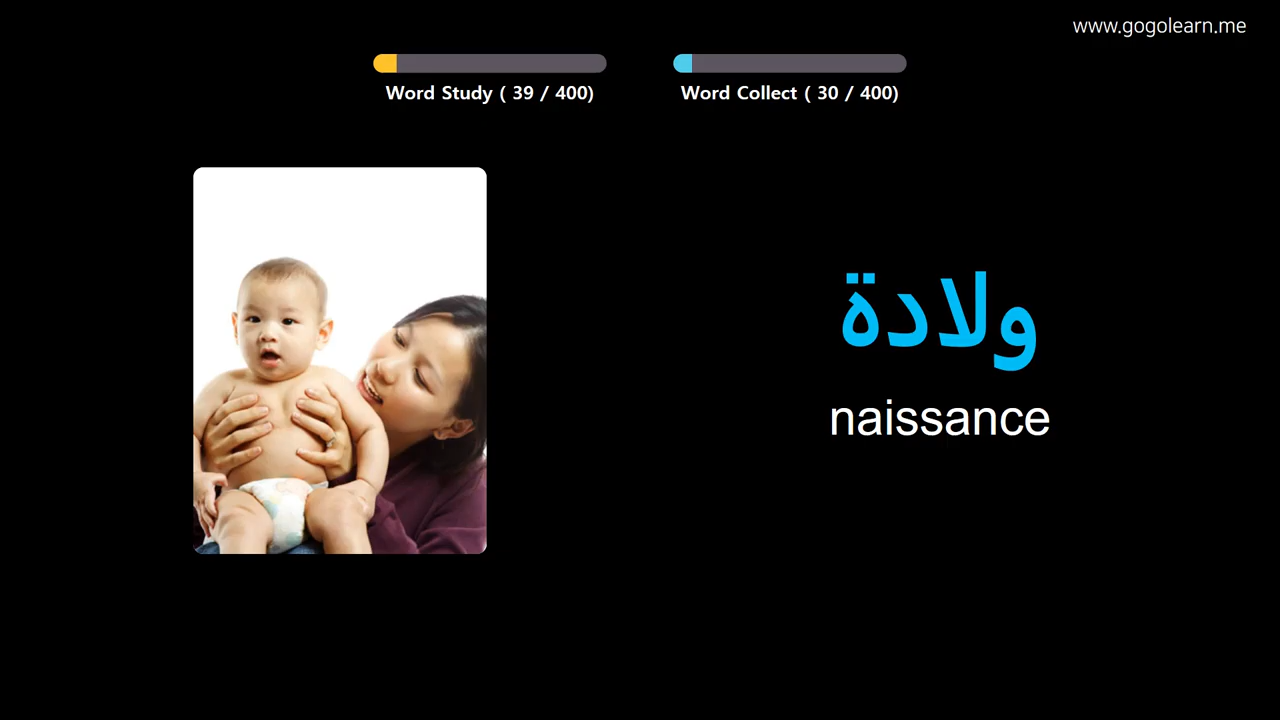 www.gogolearn.me
Word Study ( 39 / 400)
Word Collect ( 30 / 400)
ولادة
naissance